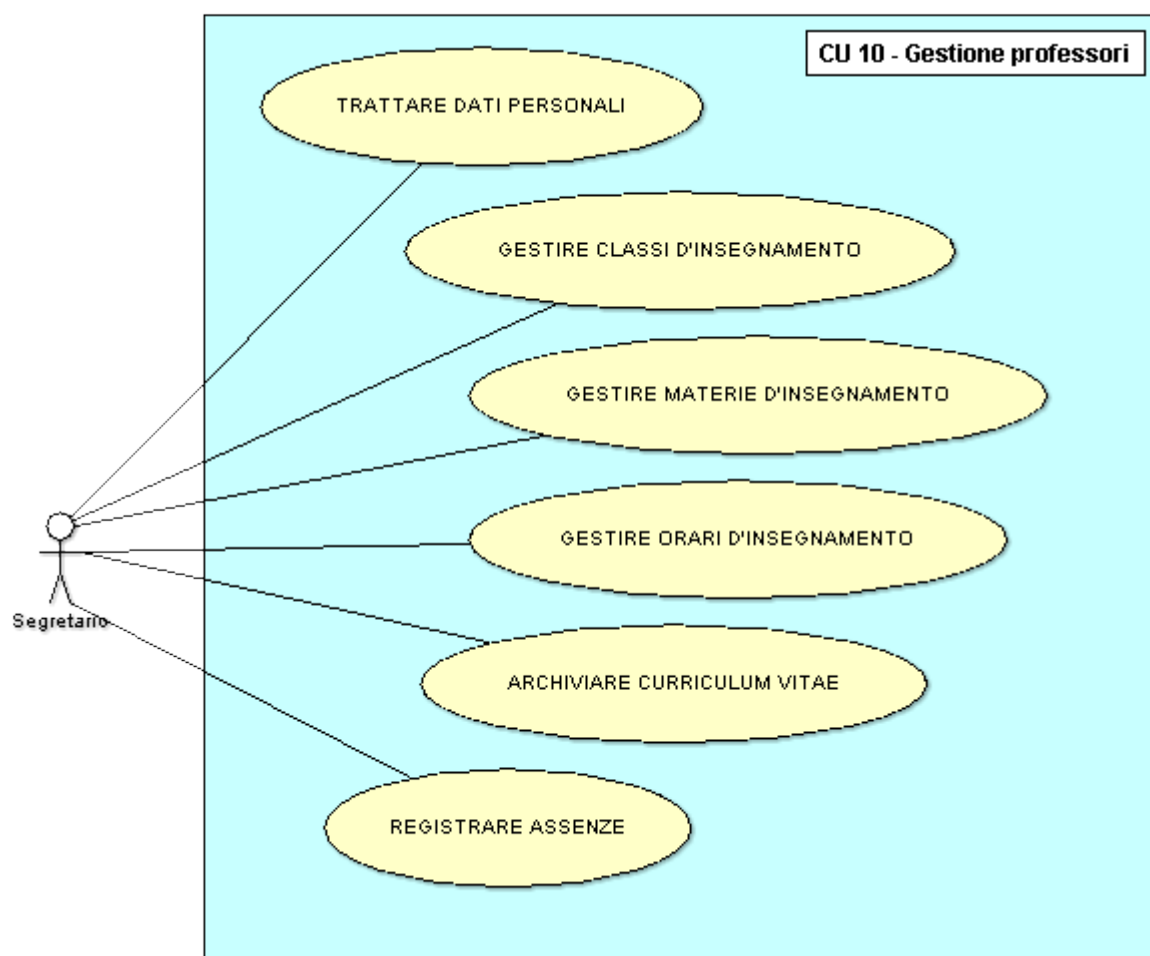 CU 10 - Gestione professori
TRATTARE DATI PERSONALI
GESTIRE CLASSI D'INSEGNAMENTO
GESTIRE MATERIE D'INSEGNAMENTO
GESTIRE ORARI D'INSEGNAMENTO
Segretario
ARCHIVIARE CURRICULUM VITAE
REGISTRARE ASSENZE